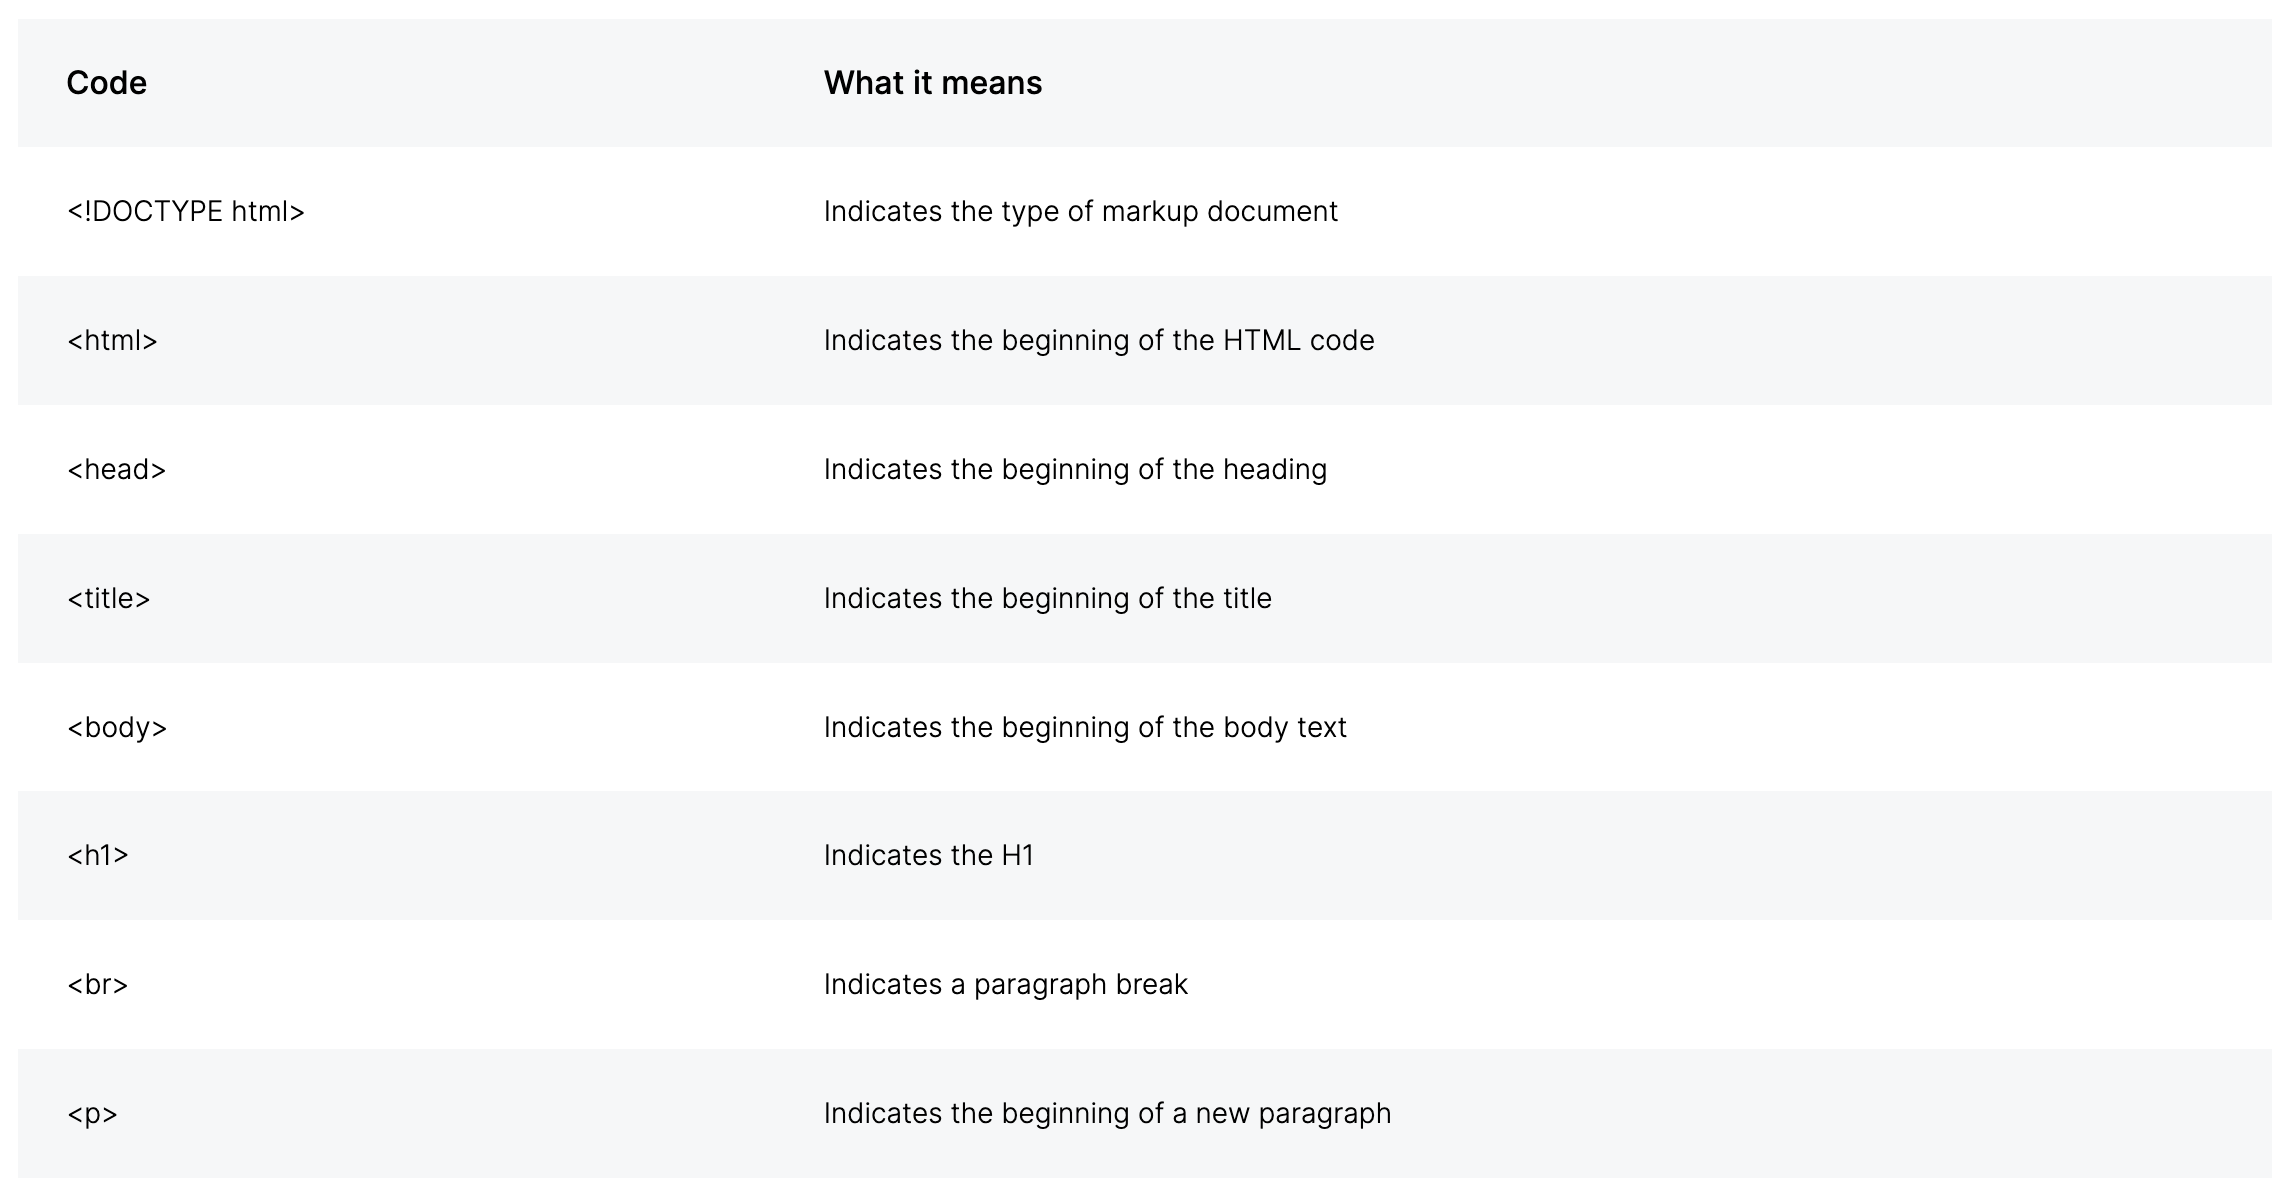 Code What it means
<!DOCTYPE html> Indicates the type of markup document
<html> Indicates the beginning of the HTML code
<head> Indicates the beginning of the heading
<title> Indicates the beginning of the title
<body> Indicates the beginning of the body text
<h1> Indicates the H1
<br> Indicates a paragraph break
<p> Indicates the beginning of a new paragraph